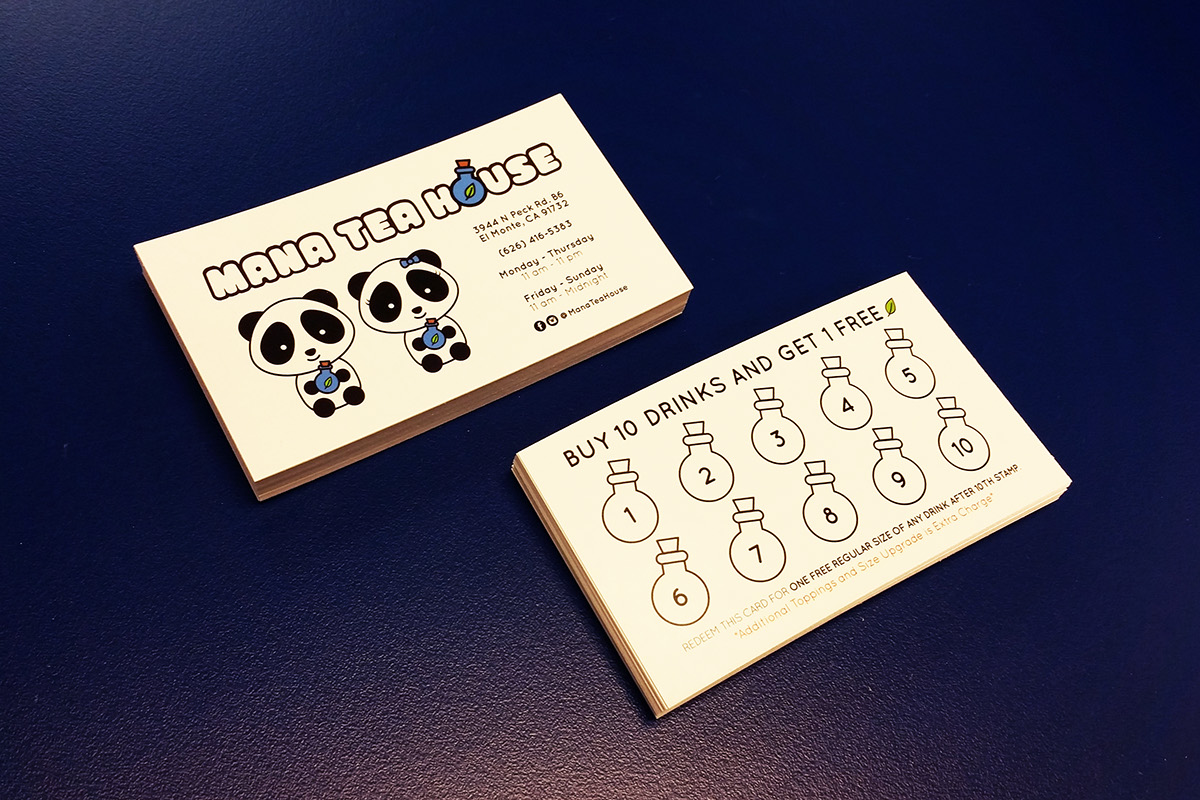 MANA TEA HOUSE
3944 N Peck Rd. B6
El Monte, CA 91732
(626) 416-5383
Monday - Thursday
11 am - 11 pm
Friday - Sunday
11 am - Midnight
@ManaTeaHouse
BUY 10 DRINKS AND GET 1 FREE
1 2 3 4 5
6 7 8 9 10
REDEEM THIS CARD FOR ONE FREE REGULAR SIZE OF ANY DRINK AFTER 10TH STAMP
*Additional Toppings and Size Upgrade is Extra Charge*